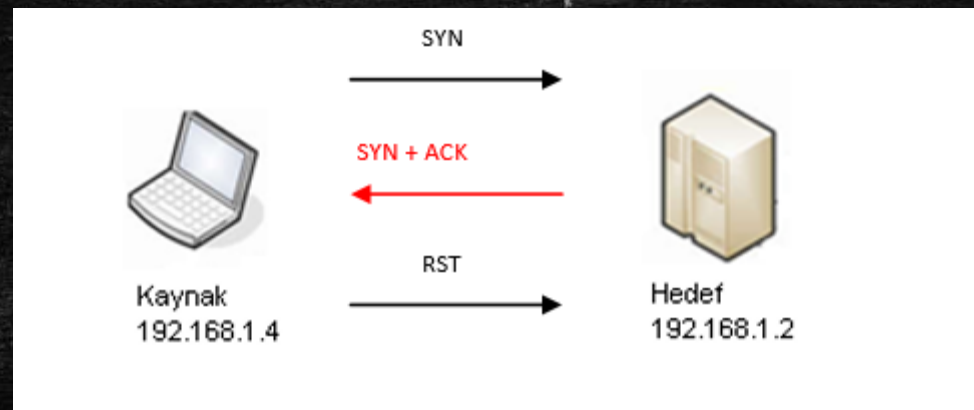 SYN
SYN + ACK
RST
Kaynak
192.168.1.4
Hedef
192.168.1.2